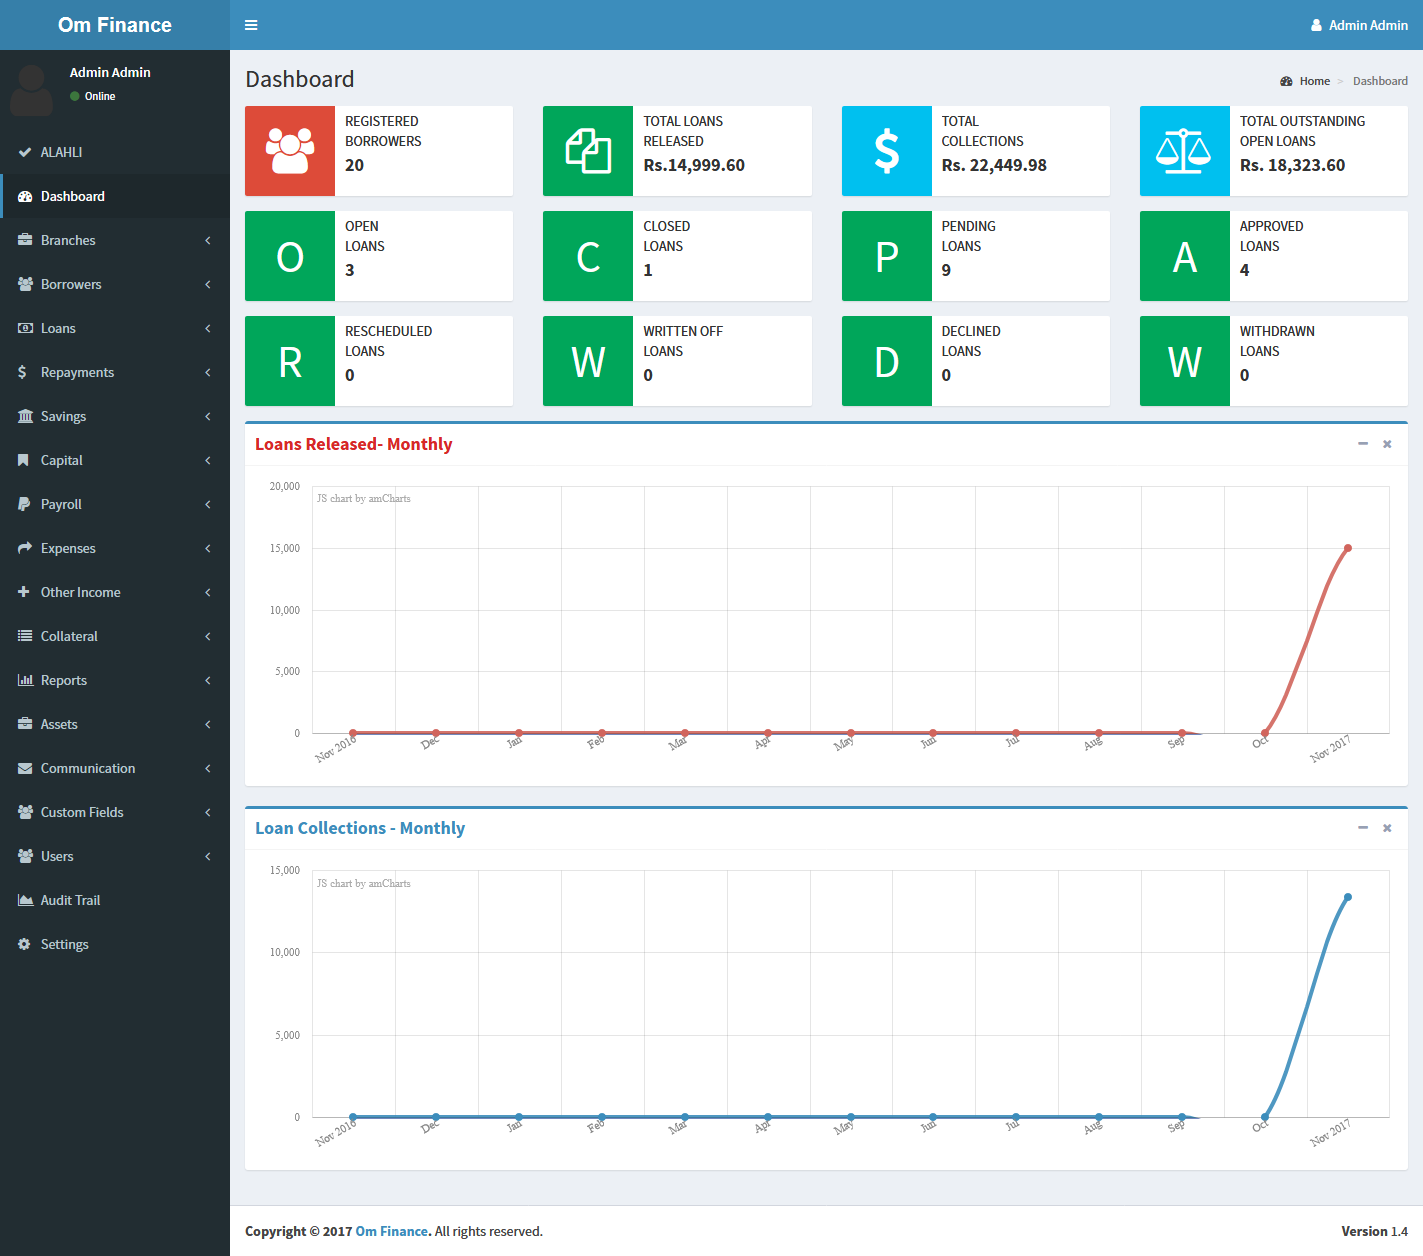 Om Finance
Admin Admin
Admin Admin
Online
ALAHLI
Dashboard
Branches
Borrowers
Loans
Repayments
Savings
Capital
Payroll
Expenses
Other Income
Collateral
Reports
Assets
Communication
Custom Fields
Users
Audit Trail
Settings
Dashboard
Home > Dashboard
REGISTERED
BORROWERS
20
TOTAL LOANS
RELEASED
Rs.14,999.60
$
TOTAL
COLLECTIONS
Rs. 22,449.98
TOTAL OUTSTANDING
OPEN LOANS
Rs. 18,323.60
O
OPEN
LOANS
3
C
CLOSED
LOANS
1
P
PENDING
LOANS
9
A
APPROVED
LOANS
4
R
RESCHEDULED
LOANS
0
W
WRITTEN OFF
LOANS
0
D
DECLINED
LOANS
0
W
WITHDRAWN
LOANS
0
Loans Released- Monthly
JS chart by amCharts
20,000
15,000
10,000
5,000
0
Nov 2016 Dec Jan Feb Mar Apr May Jun Jul Aug Sep Oct Nov 2017
Loan Collections - Monthly
JS chart by amCharts
15,000
10,000
5,000
0
Nov 2016 Dec Jan Feb Mar Apr May Jun Jul Aug Sep Oct Nov 2017
Copyright © 2017 Om Finance. All rights reserved.
Version 1.4